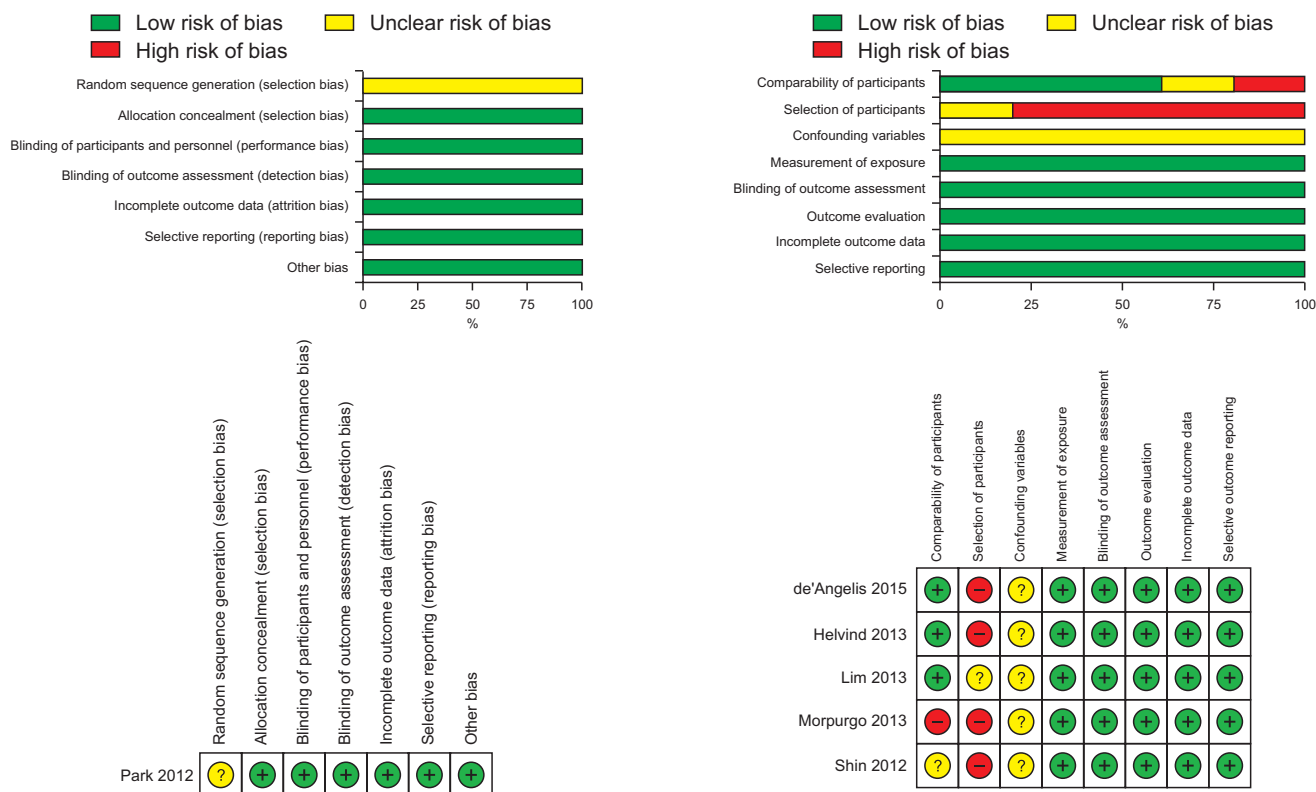 Low risk of bias
Unclear risk of bias
High risk of bias
Random sequence generation (selection bias)
Allocation concealment (selection bias)
Blinding of participants and personnel (performance bias)
Blinding of outcome assessment (detection bias)
Incomplete outcome data (attrition bias)
Selective reporting (reporting bias)
Other bias
0 25 50 75 100
%
Random sequence generation (selection bias)
Allocation concealment (selection bias)
Blinding of participants and personnel (performance bias)
Blinding of outcome assessment (detection bias)
Incomplete outcome data (attrition bias)
Selective reporting (reporting bias)
Other bias
Park 2012 ? + + + + + +
Low risk of bias
Unclear risk of bias
High risk of bias
Comparability of participants
Selection of participants
Confounding variables
Measurement of exposure
Blinding of outcome assessment
Outcome evaluation
Incomplete outcome data
Selective reporting
0 25 50 75 100
%
Comparability of participants
Selection of participants
Confounding variables
Measurement of exposure
Blinding of outcome assessment
Outcome evaluation
Incomplete outcome data
Selective outcome reporting
de'Angelis 2015 + − ? + + + + +
Helvind 2013 + − ? + + + + +
Lim 2013 + ? ? + + + + +
Morpurgo 2013 − − ? + + + + +
Shin 2012 ? − ? + + + + +